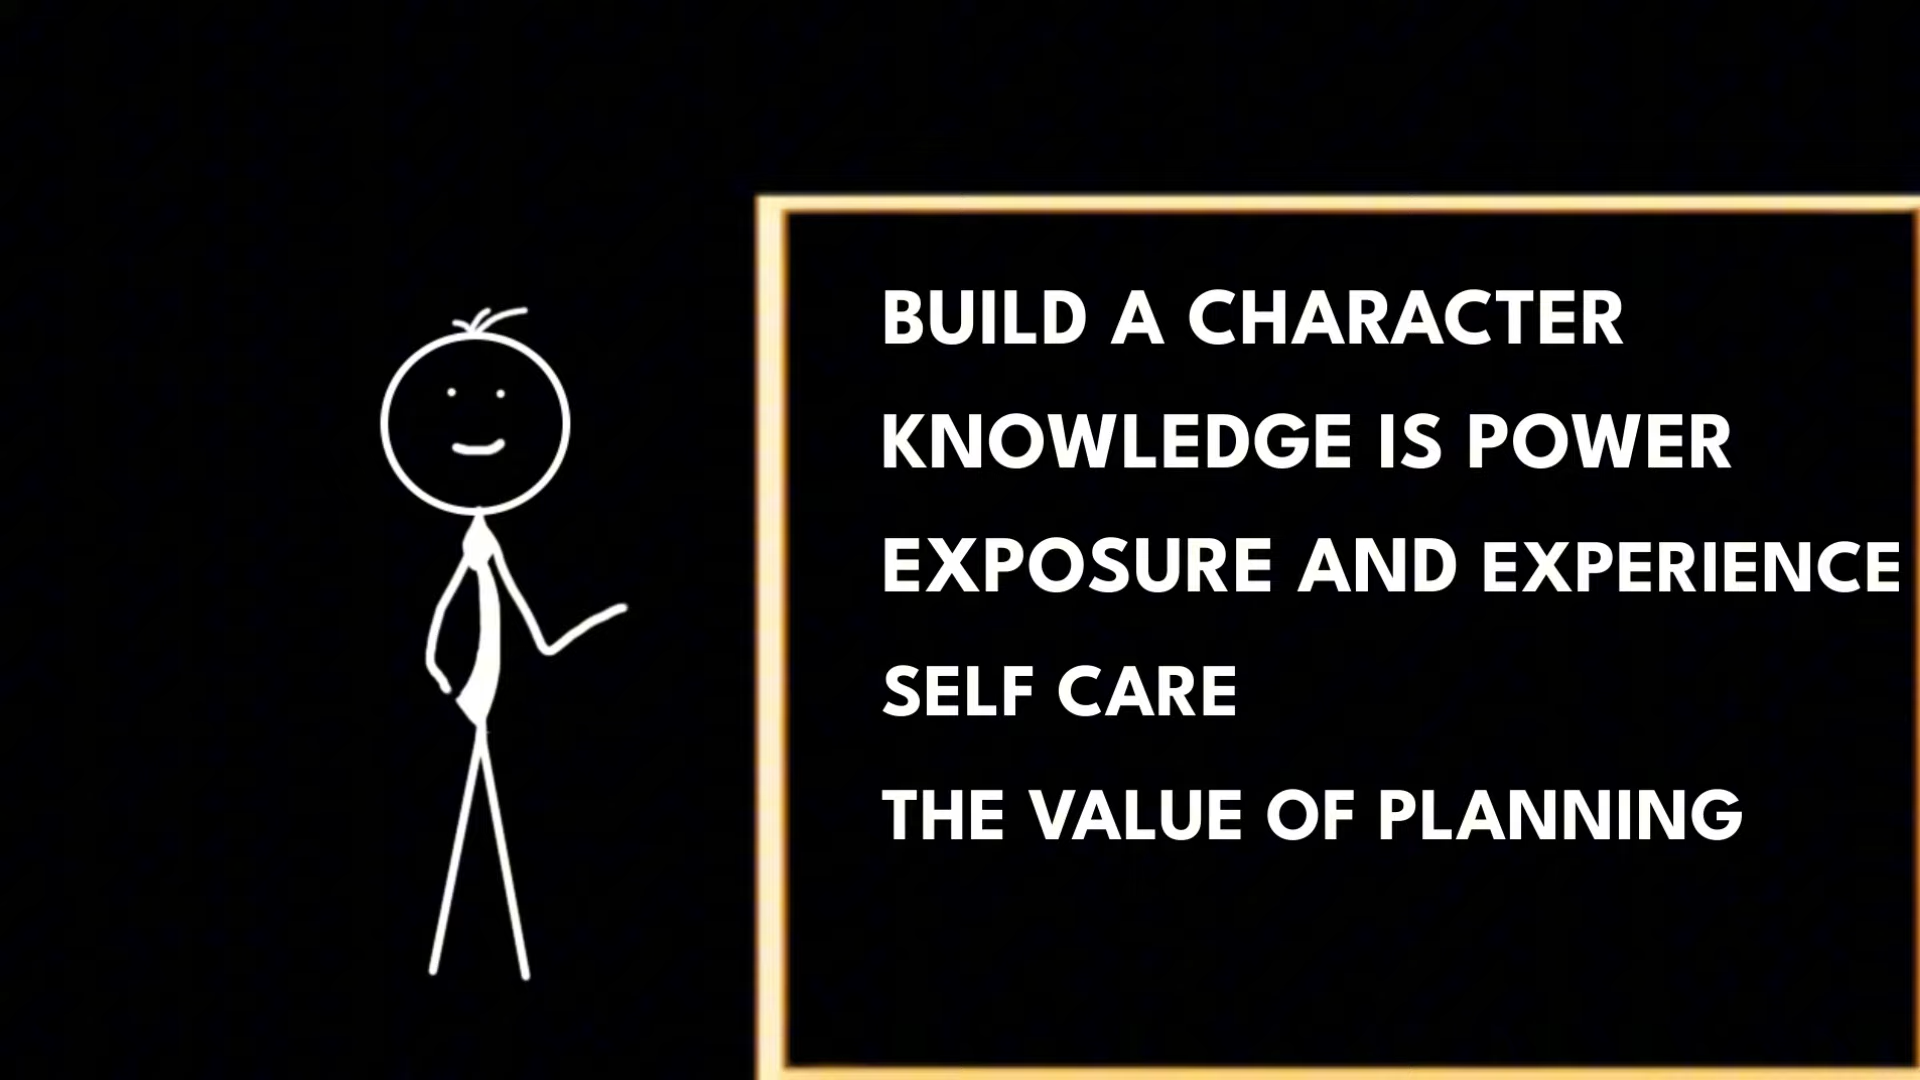 BUILD A CHARACTER
KNOWLEDGE IS POWER
EXPOSURE AND EXPERIENCE
SELF CARE
THE VALUE OF PLANNING